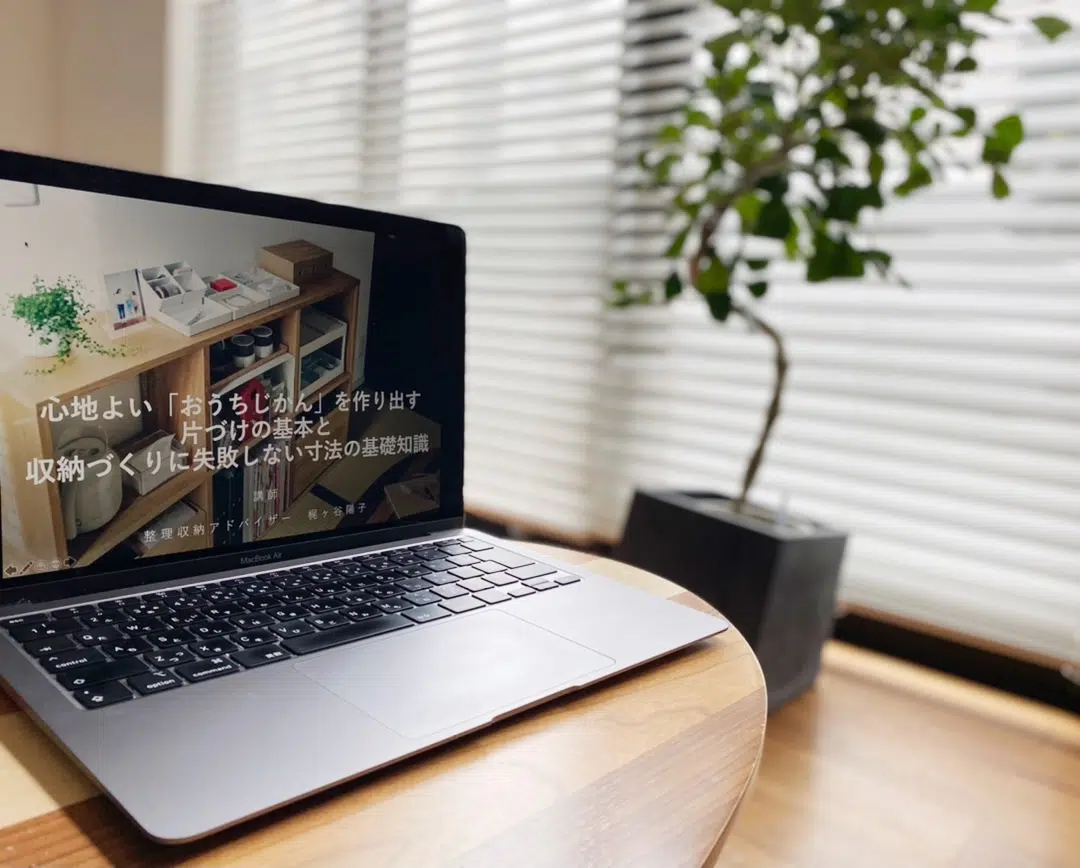 心地よい「おうちじかん」を作り出す
片づけの基本と
収納づくりに失敗しない寸法の基礎知識
講師
整理収納アドバイザー 梶ヶ谷陽子
MacBook Air
control
option
command